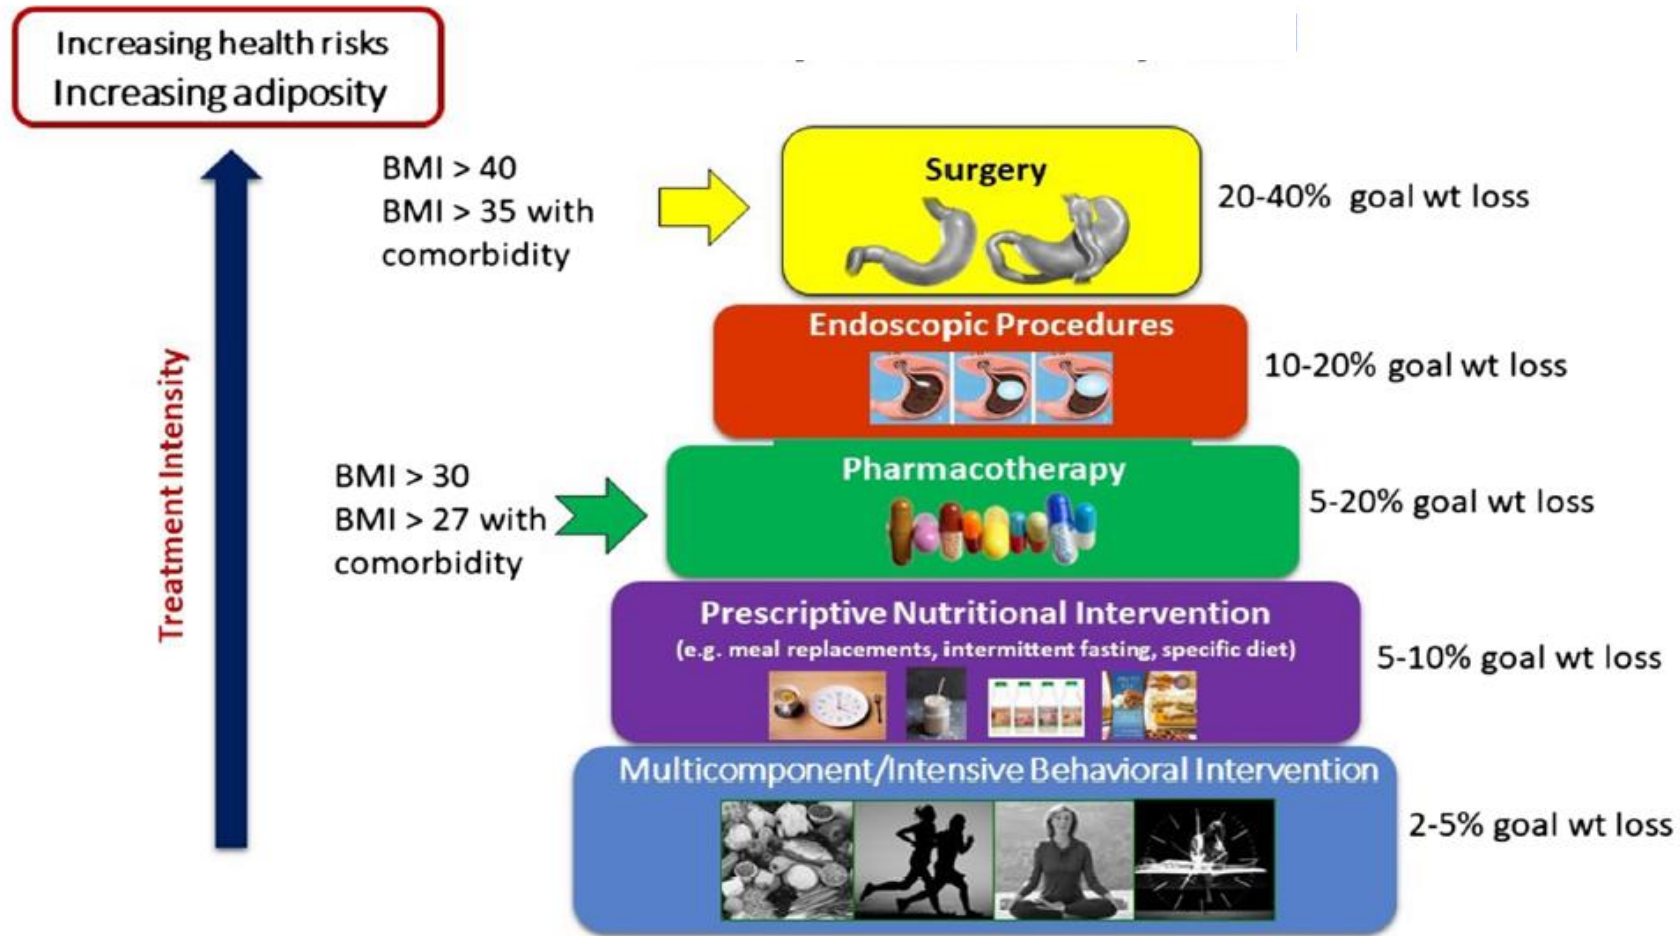 Increasing health risks
Increasing adiposity
Treatment Intensity
BMI > 40
BMI > 35 with
comorbidity
Surgery
20-40% goal wt loss
Endoscopic Procedures
10-20% goal wt loss
BMI > 30
BMI > 27 with
comorbidity
Pharmacotherapy
5-20% goal wt loss
Prescriptive Nutritional Intervention
(e.g. meal replacements, intermittent fasting, specific diet)
5-10% goal wt loss
Multicomponent/Intensive Behavioral Intervention
2-5% goal wt loss